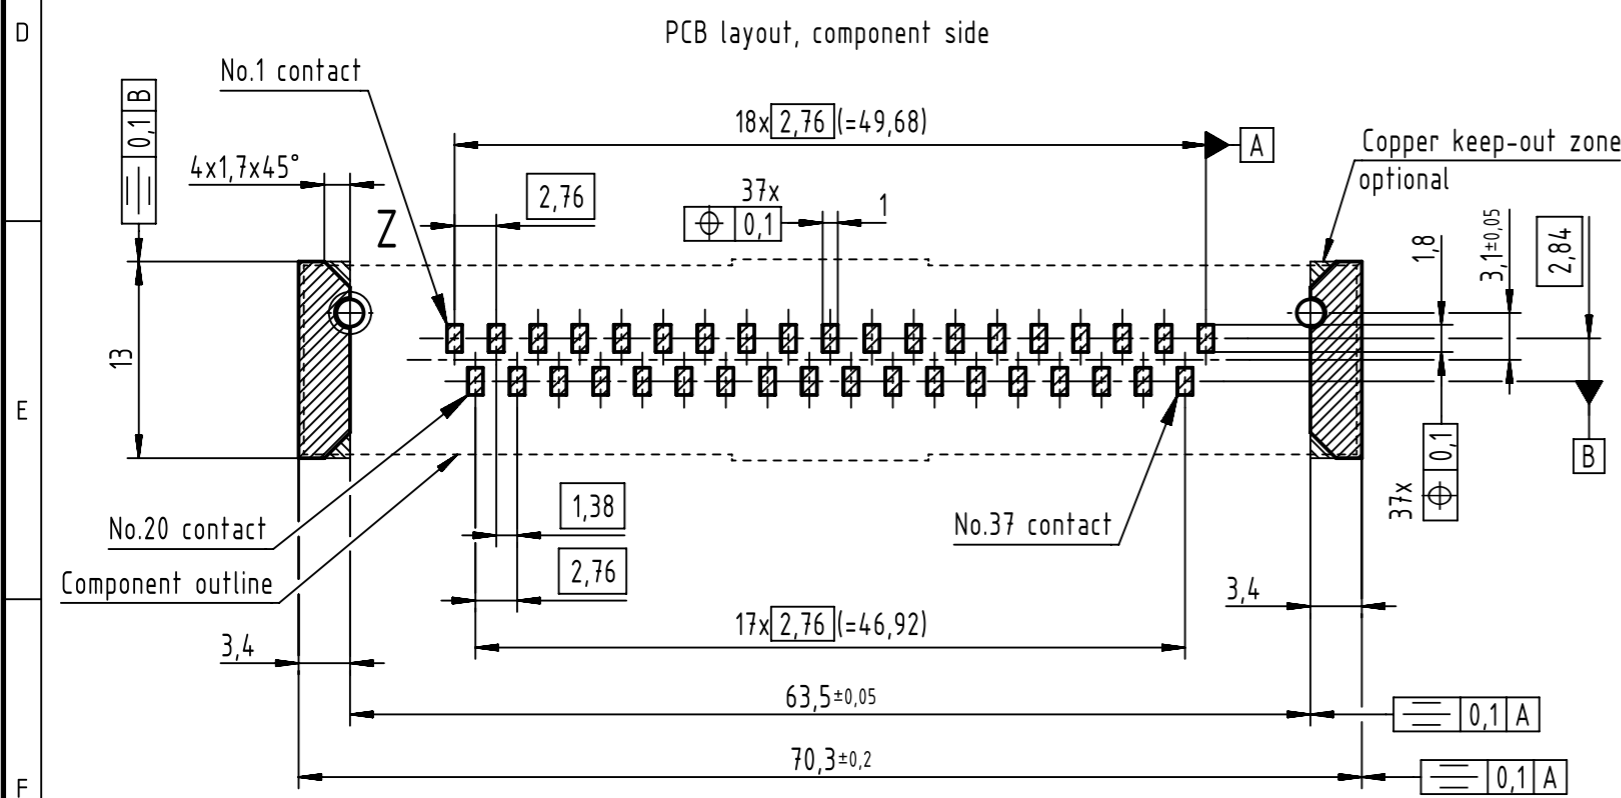 D
PCB layout, component side
No.1 contact
0,1 B
18x 2,76 (=49,68)
A
Copper keep-out zone
optional
4x1,7x45°
Z
2,76
37x
0,1
1
1,8
3,1±0,05
2,84
13
E
37x
0,1
B
No.20 contact
1,38
No.37 contact
Component outline
2,76
3,4
17x 2,76 (=46,92)
3,4
63,5±0,05
0,1 A
70,3±0,2
0,1 A
F